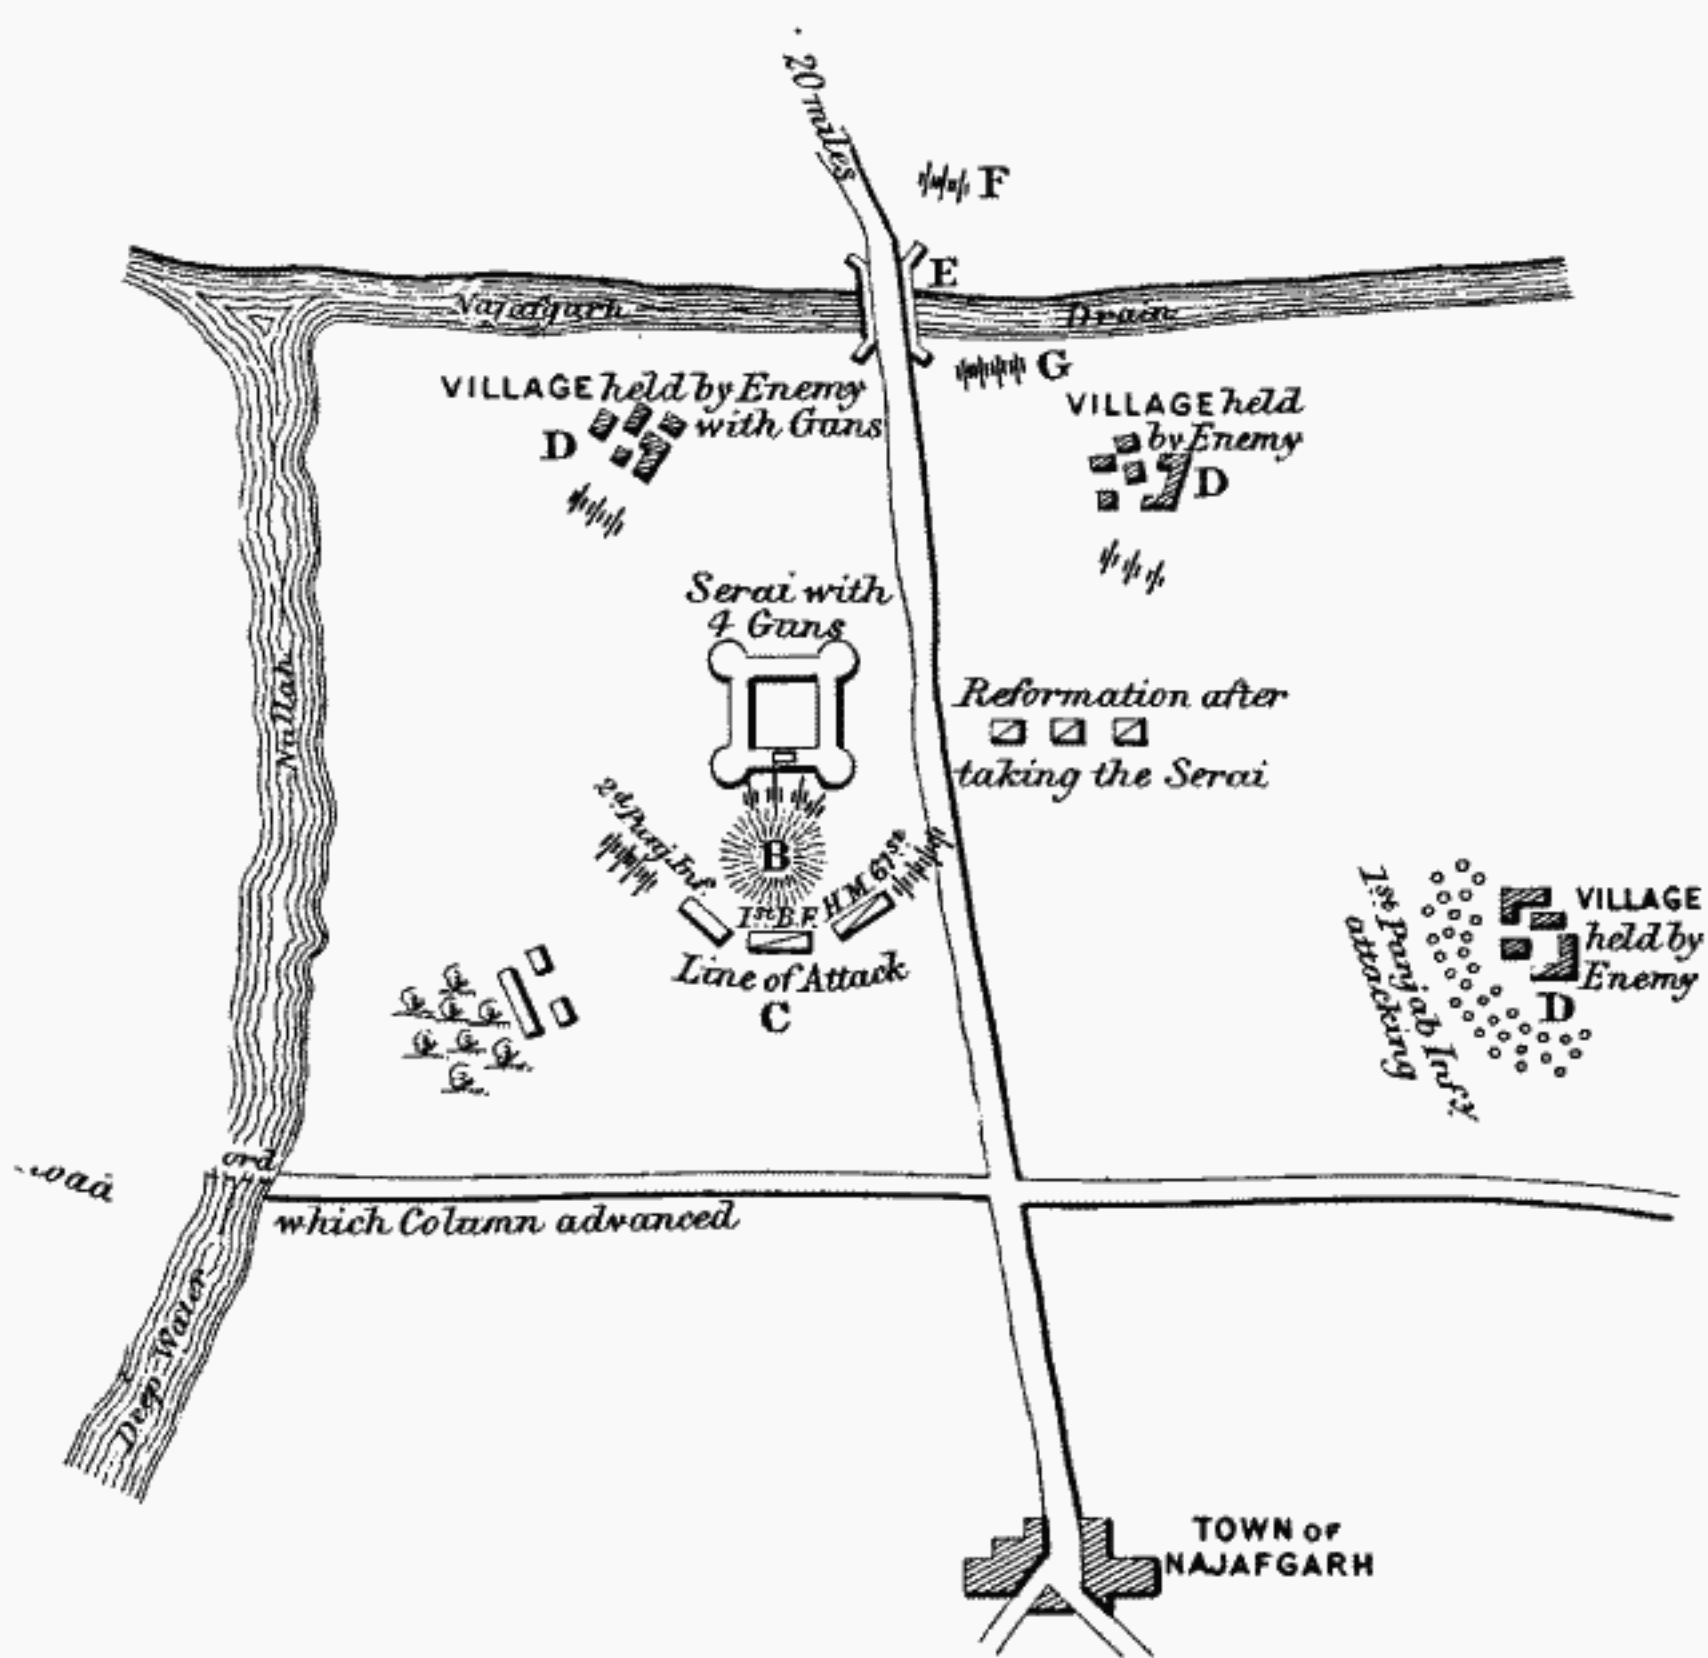 20 miles
F
E
Najafgarh Drain
G
VILLAGE held by Enemy
with Guns
D
VILLAGE held
by Enemy
D
Serai with
4 Guns
Nullah
Reformation after
taking the Serai
2d. Punj. Inf.
B
1st B.F.
H.M. 61st
Line of Attack
C
1st Punjab Infy.
attacking
VILLAGE
held by
Enemy
D
ord
oad
which Column advanced
Deep Water
TOWN OF
NAJAFGARH